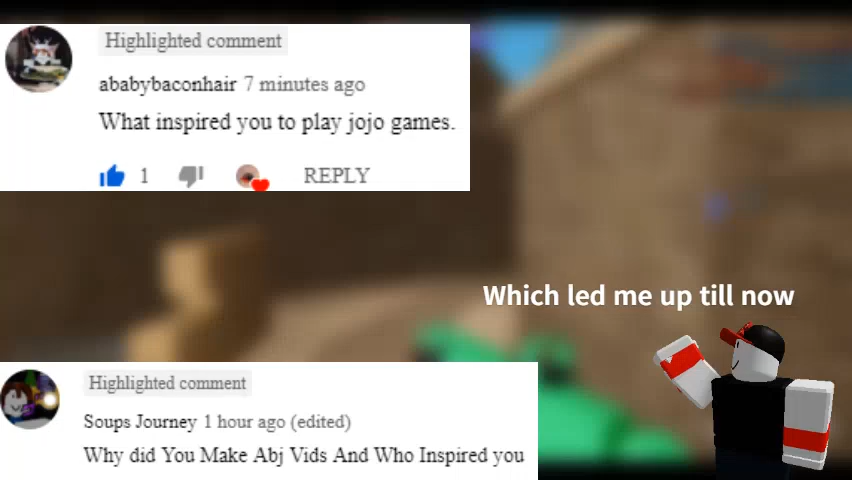 Highlighted comment
ababybaconhair 7 minutes ago
What inspired you to play jojo games.
1 REPLY
Which led me up till now
Highlighted comment
Soups Journey 1 hour ago (edited)
Why did You Make Abj Vids And Who Inspired you